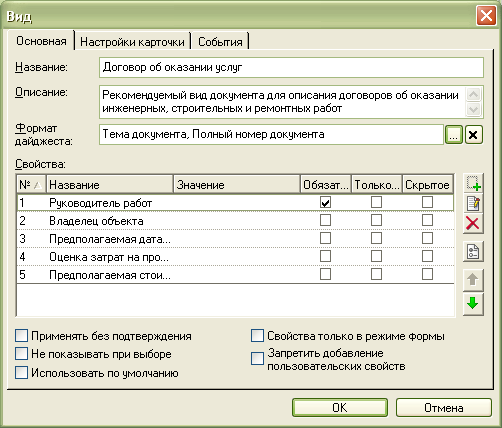 Вид
Основная Настройки карточки События
Название: Договор об оказании услуг
Описание: Рекомендуемый вид документа для описания договоров об оказании
инженерных, строительных и ремонтных работ
Формат
дайджеста: Тема документа, Полный номер документа ...
Свойства:
№ Название Значение Обязат... Только... Скрытое
1 Руководитель работ
2 Владелец объекта
3 Предполагаемая дата...
4 Оценка затрат на про...
5 Предполагаемая стои...
Применять без подтверждения Свойства только в режиме формы
Не показывать при выборе Запретить добавление
пользовательских свойств
Использовать по умолчанию
OK Отмена